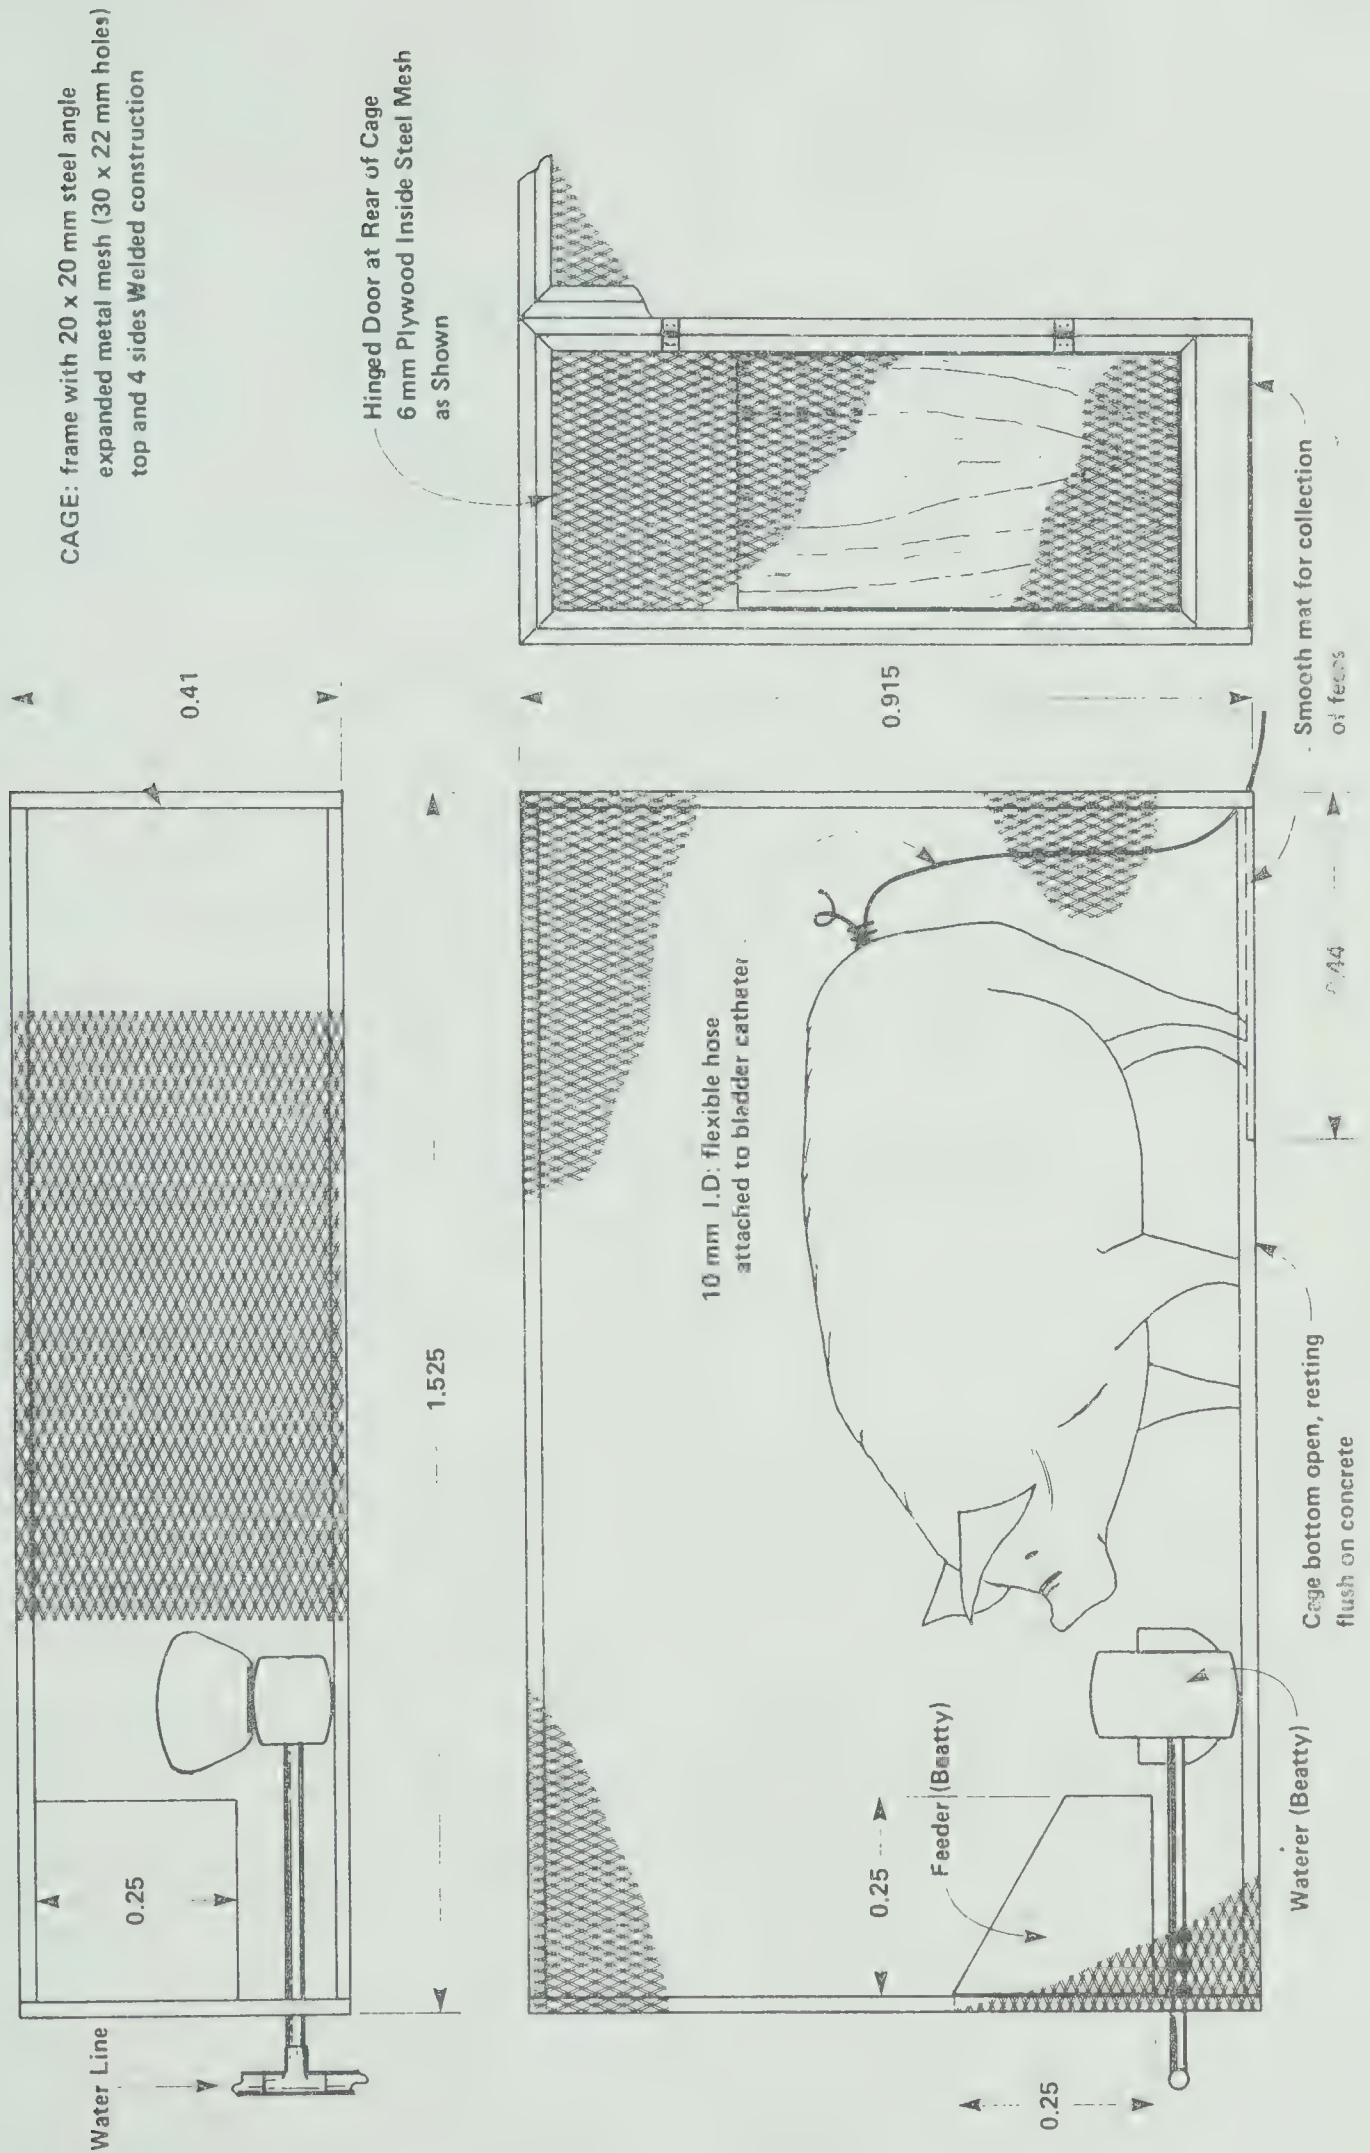 CAGE: frame with 20 x 20 mm steel angle
expanded metal mesh (30 x 22 mm holes)
top and 4 sides Welded construction
Hinged Door at Rear of Cage
6 mm Plywood Inside Steel Mesh
as Shown
Water Line
0.25
0.41
1.525
10 mm I.D: flexible hose
attached to bladder catheter
0.915
0.25
Feeder (Beatty)
0.25
Waterer (Beatty)
Cage bottom open, resting
flush on concrete
Smooth mat for collection
of feces